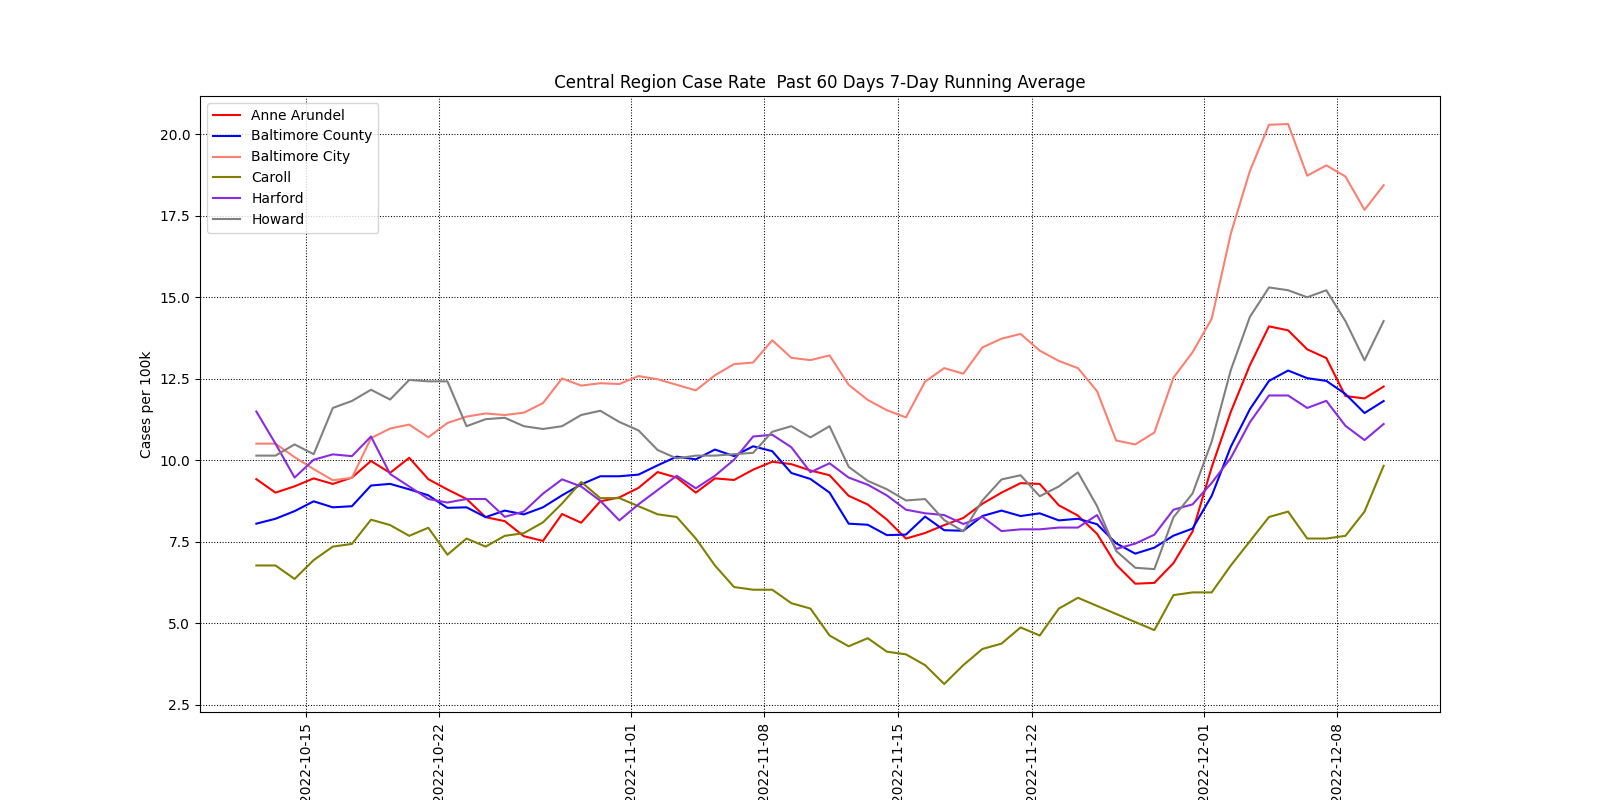 Central Region Case Rate  Past 60 Days 7-Day Running Average
Anne Arundel
Baltimore County
Baltimore City
Caroll
Harford
Howard
Cases per 100k
20.0
17.5
15.0
12.5
10.0
7.5
5.0
2.5
2022-10-15
2022-10-22
2022-11-01
2022-11-08
2022-11-15
2022-11-22
2022-12-01
2022-12-08